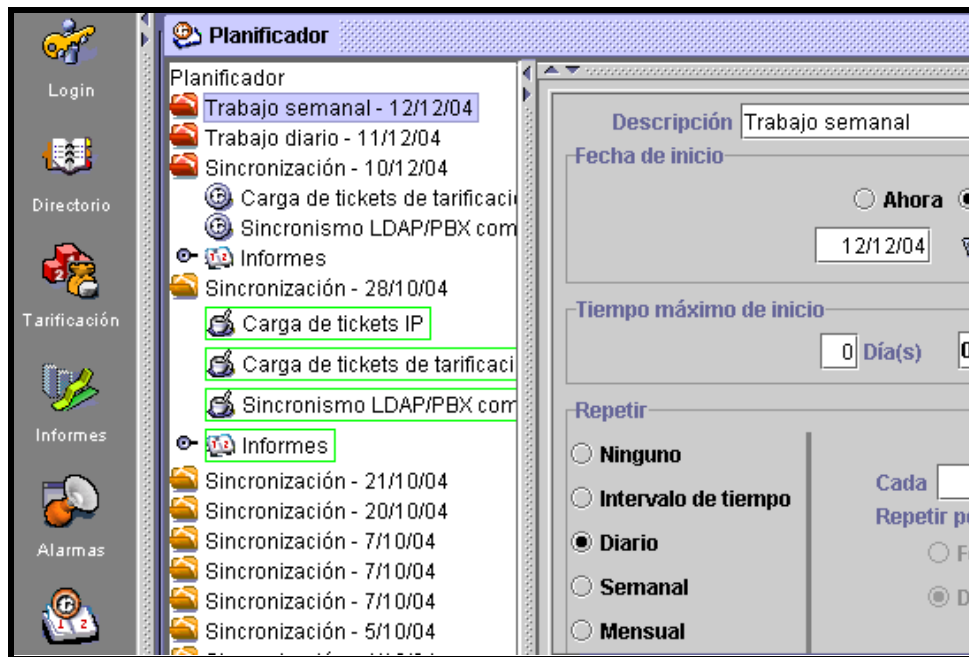 Login
Directorio
Tarificación
Informes
Alarmas
Planificador
Planificador
Trabajo semanal - 12/12/04
Trabajo diario - 11/12/04
Sincronización - 10/12/04
Carga de tickets de tarificaci
Sincronismo LDAP/PBX com
Informes
Sincronización - 28/10/04
Carga de tickets IP
Carga de tickets de tarificaci
Sincronismo LDAP/PBX com
Informes
Sincronización - 21/10/04
Sincronización - 20/10/04
Sincronización - 7/10/04
Sincronización - 7/10/04
Sincronización - 7/10/04
Sincronización - 5/10/04
Descripción Trabajo semanal
Fecha de inicio
Ahora
12/12/04
Tiempo máximo de inicio
0 Día(s) 0
Repetir
Ninguno
Intervalo de tiempo
Diario
Semanal
Mensual
Cada
Repetir po
F
D